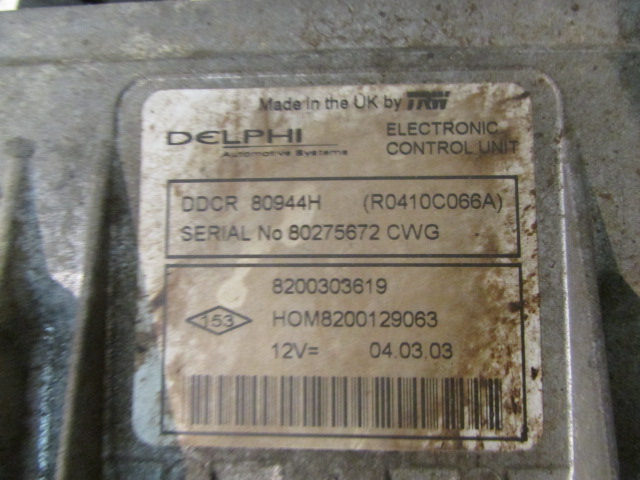 Made in the UK by TRW
DELPHI
Automotive Systems
ELECTRONIC
CONTROL UNIT
DDCR 80944H (R0410C066A)
SERIAL No 80275672 CWG
8200303619
153
HOM8200129063
12V= 04.03.03